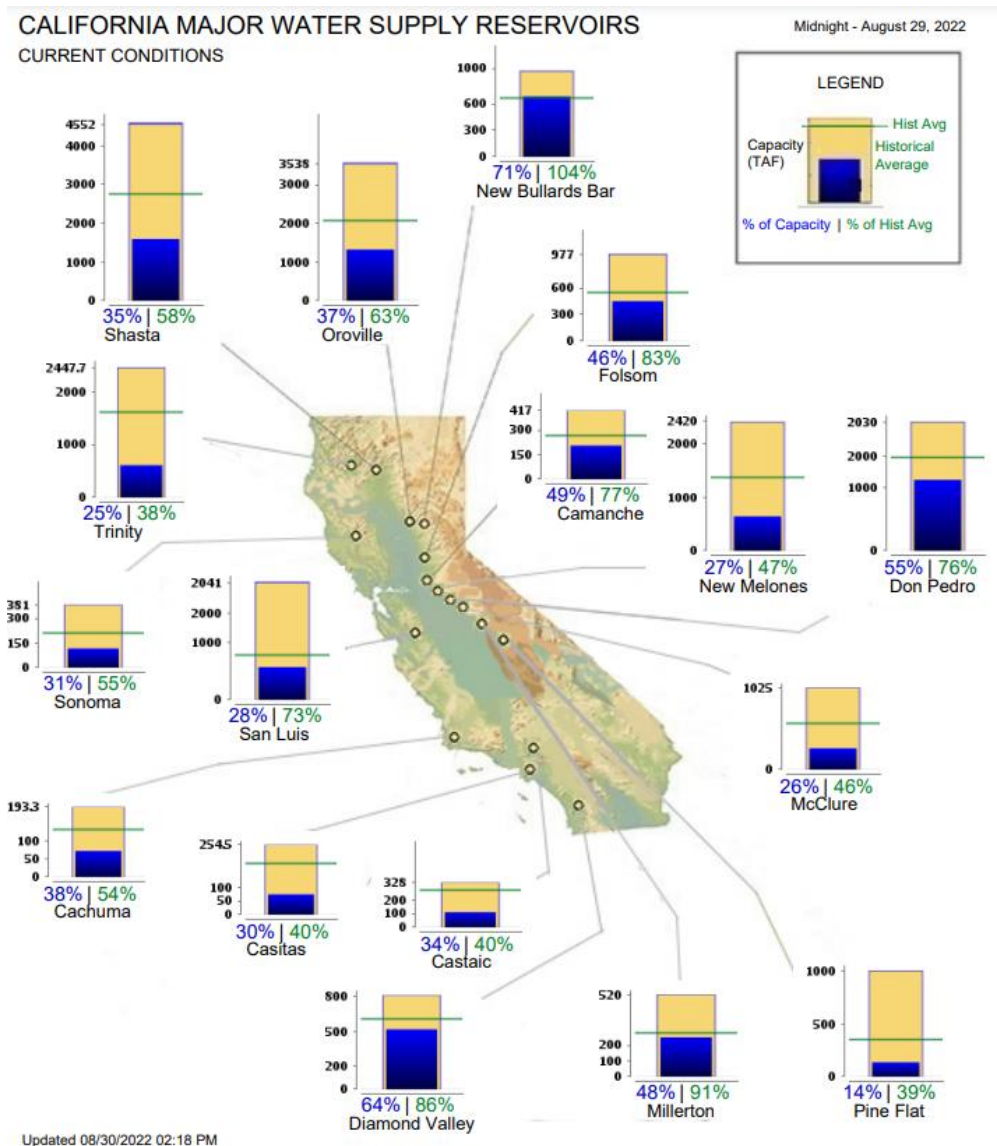 CALIFORNIA MAJOR WATER SUPPLY RESERVOIRS
CURRENT CONDITIONS
Midnight - August 29, 2022
LEGEND
Capacity
(TAF)
Hist Avg
Historical
Average
% of Capacity | % of Hist Avg
1000
600
300
0
71% | 104%
New Bullards Bar
4552
4000
3000
2000
1000
0
35% | 58%
Shasta
3538
3000
2000
1000
0
37% | 63%
Oroville
977
600
300
0
46% | 83%
Folsom
2447.7
2000
1000
0
25% | 38%
Trinity
417
300
150
0
49% | 77%
Camanche
2420
2000
1000
0
27% | 47%
New Melones
2030
2000
1000
0
55% | 76%
Don Pedro
381
300
150
0
31% | 55%
Sonoma
2041
2000
1000
0
28% | 73%
San Luis
1025
0
26% | 46%
McClure
193.3
100
50
0
38% | 54%
Cachuma
254.5
100
50
0
30% | 40%
Casitas
325
200
100
0
34% | 40%
Castaic
800
500
200
0
64% | 86%
Diamond Valley
520
200
100
0
48% | 91%
Millerton
1000
500
0
14% | 39%
Pine Flat
Updated 08/30/2022 02:18 PM